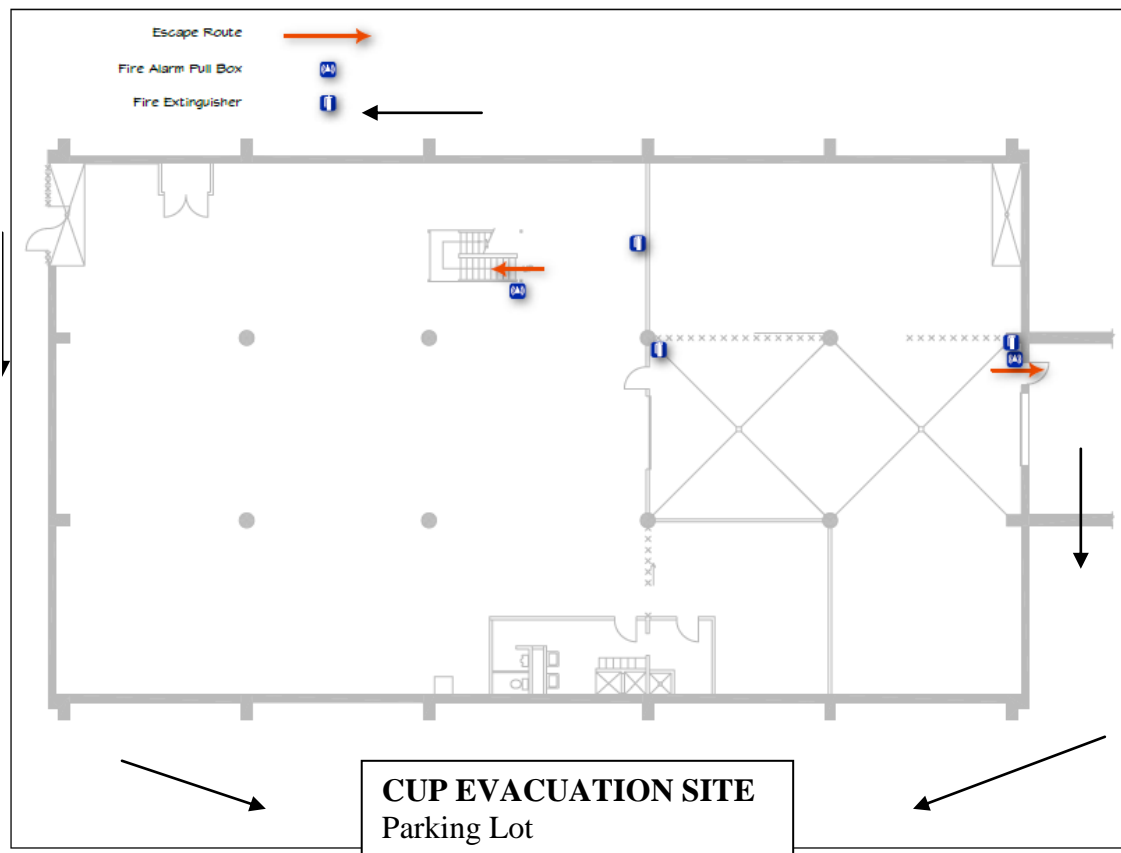 Escape Route
Fire Alarm Pull Box
Fire Extinguisher
CUP EVACUATION SITE
Parking Lot